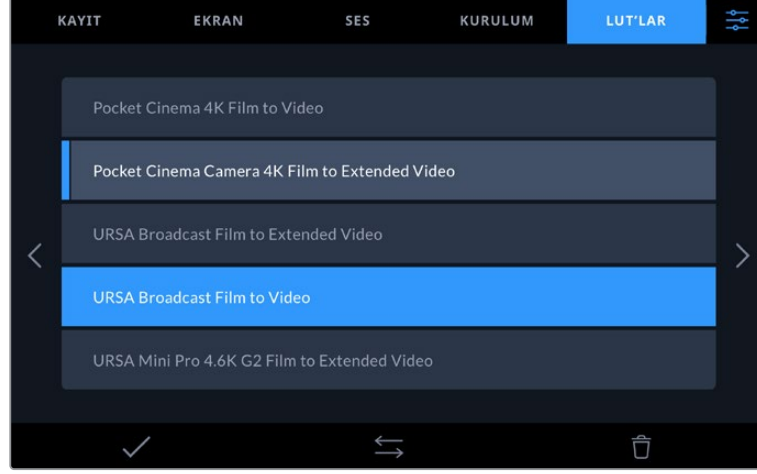 KAYIT EKRAN SES KURULUM LUT'LAR
Pocket Cinema 4K Film to Video
Pocket Cinema Camera 4K Film to Extended Video
URSA Broadcast Film to Extended Video
URSA Broadcast Film to Video
URSA Mini Pro 4.6K G2 Film to Extended Video